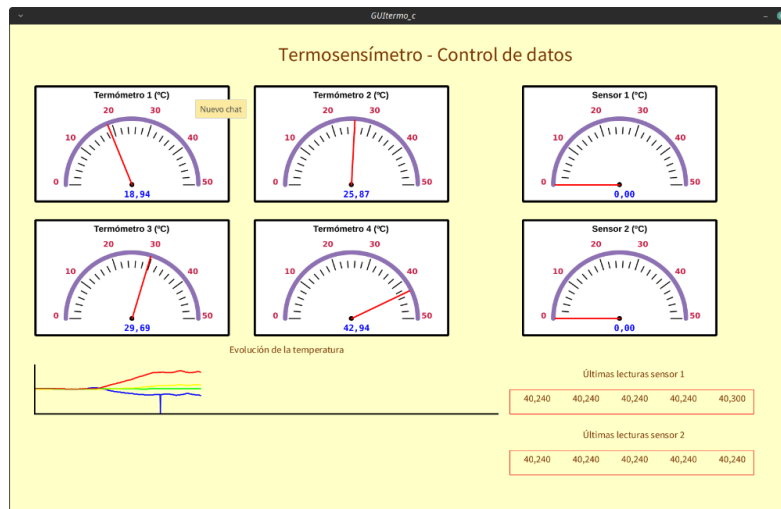 GUItermo_c
Termosensímetro - Control de datos
Termómetro 1 (ºC)
Nuevo chat
0 10 20 30 40 50
18,94
Termómetro 2 (ºC)
0 10 20 30 40 50
25,87
Sensor 1 (ºC)
0 10 20 30 40 50
0,00
Termómetro 3 (ºC)
0 10 20 30 40 50
29,69
Termómetro 4 (ºC)
0 10 20 30 40 50
42,94
Sensor 2 (ºC)
0 10 20 30 40 50
0,00
Evolución de la temperatura
Últimas lecturas sensor 1
40,240 40,240 40,240 40,240 40,300
Últimas lecturas sensor 2
40,240 40,240 40,240 40,240 40,240